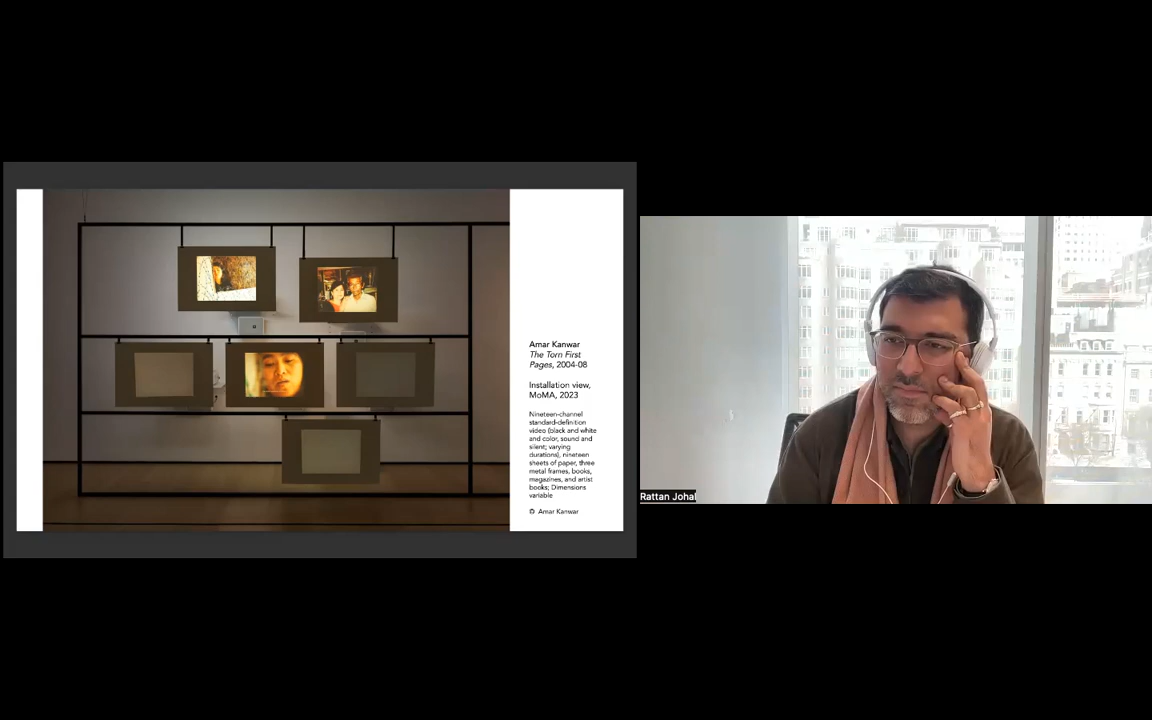 Amar Kanwar
The Torn First
Pages, 2004-08
Installation view,
MoMA, 2023
Nineteen-channel
standard-definition
video (black and white
and color, sound and
silent; varying
durations), nineteen
sheets of paper, three
metal frames, books,
magazines, and artist
books; Dimensions
variable
© Amar Kanwar
Rattan Johal